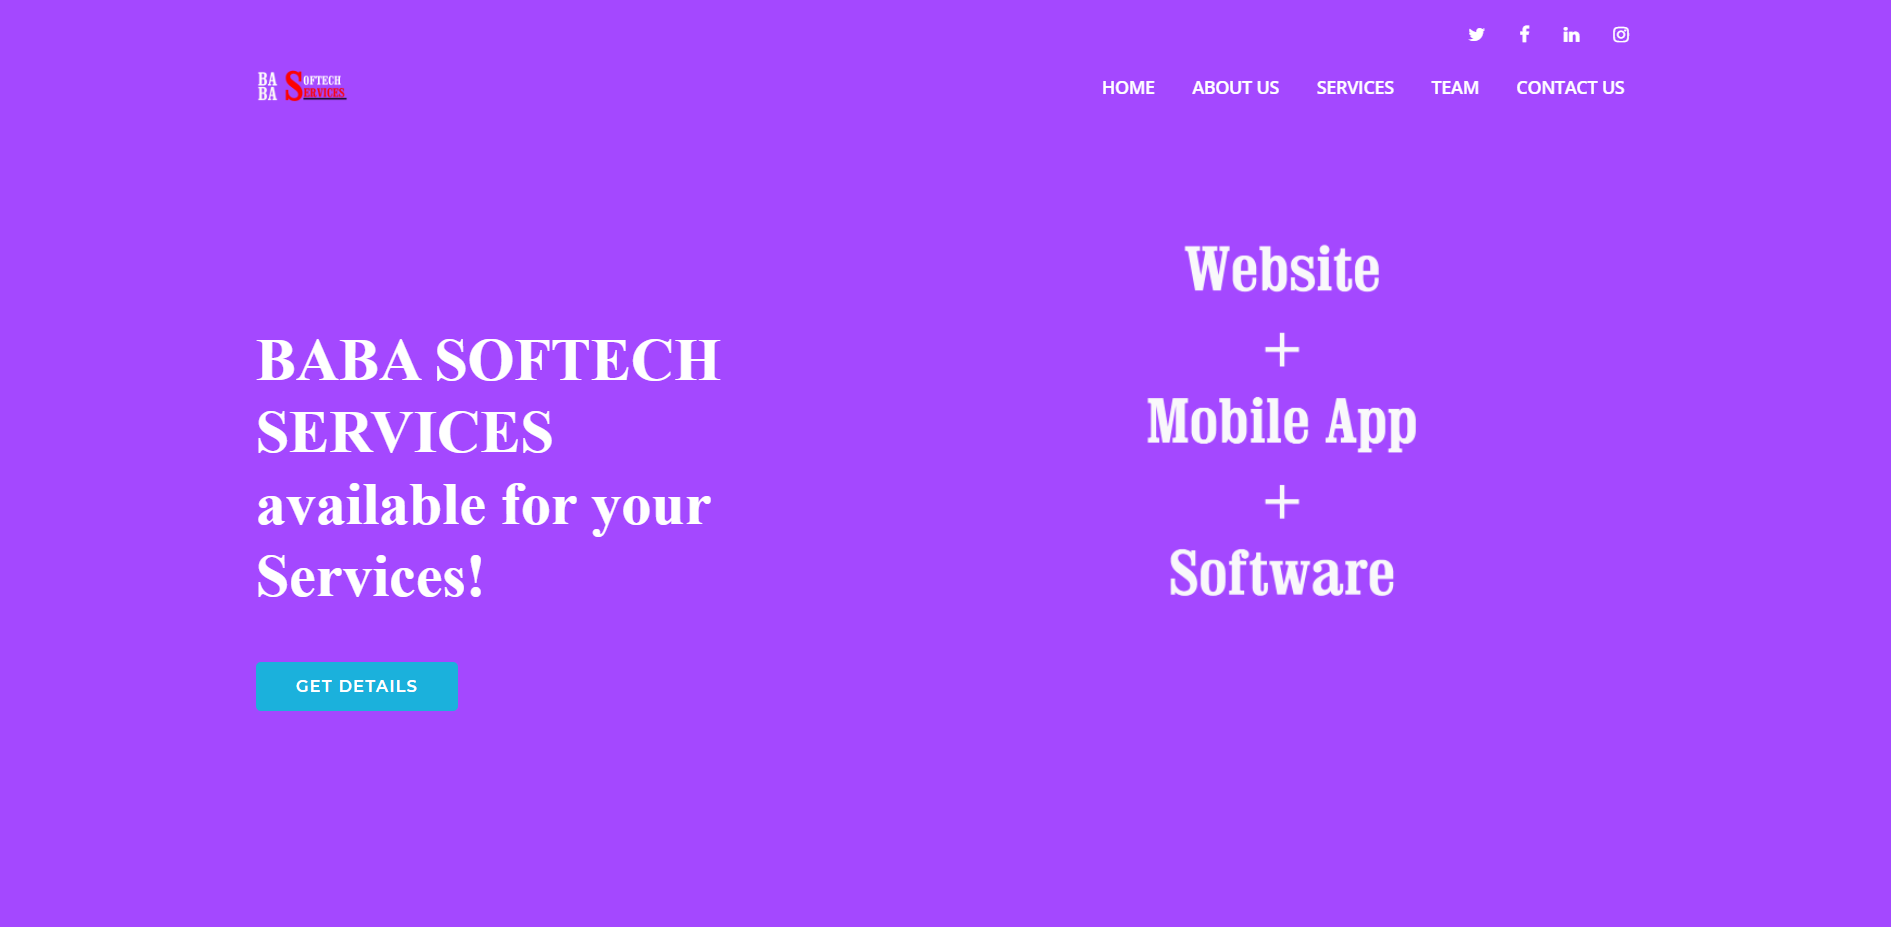 BA
BA
SOFTECH
SERVICES
HOME ABOUT US SERVICES TEAM CONTACT US
BABA SOFTECH
SERVICES
available for your
Services!
GET DETAILS
Website
+
Mobile App
+
Software